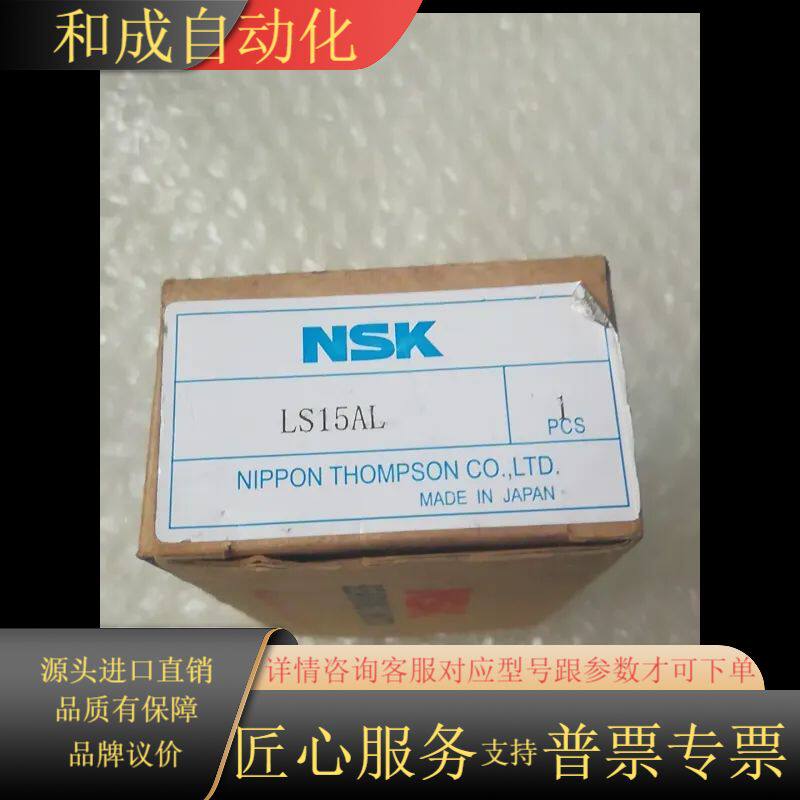 和成自动化
NSK
LS15AL
1
PCS
NIPPON THOMPSON CO.,LTD.
MADE IN JAPAN
源头进口直销
品质有保障
品牌议价
详情咨询客服对应型号跟参数才可下单
匠心服务支持普票专票